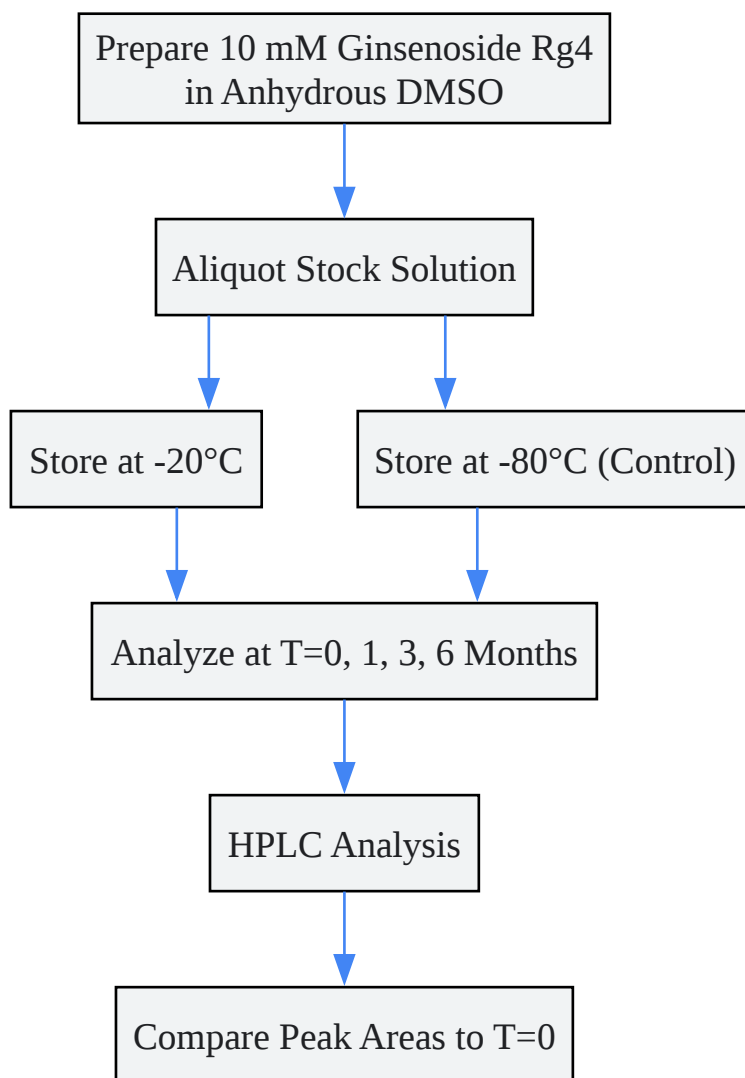 Prepare 10 mM Ginsenoside Rg4
in Anhydrous DMSO
Aliquot Stock Solution
Store at -20°C
Store at -80°C (Control)
Analyze at T=0, 1, 3, 6 Months
HPLC Analysis
Compare Peak Areas to T=0